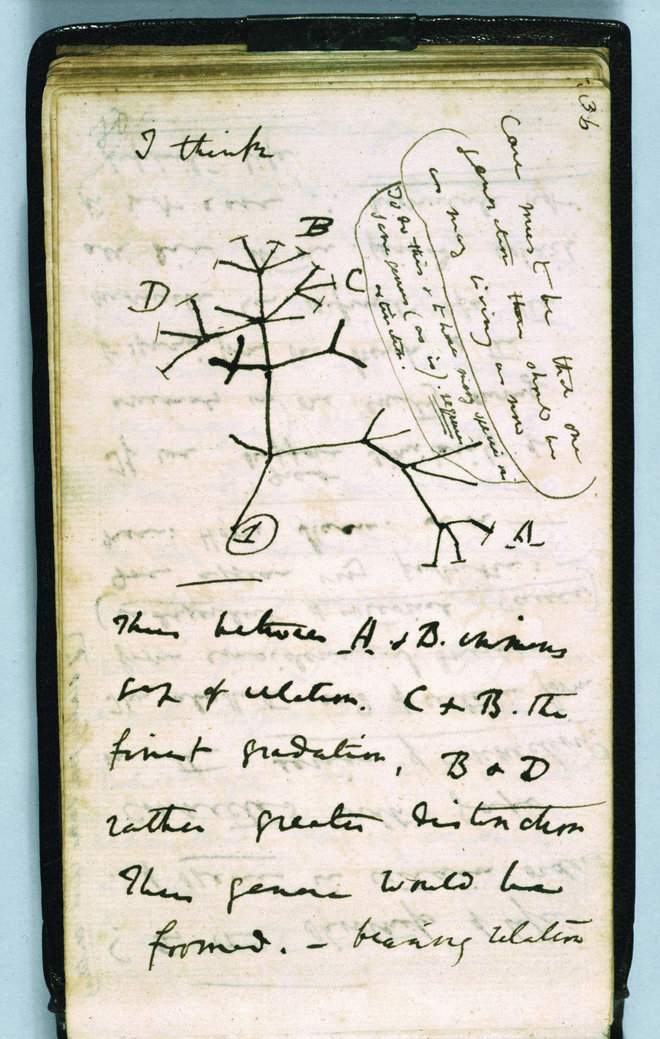 36
I think
Case must be that one
generation then should be
as many living as now
To do this & to have many species in
same genus (as is). requires
extinction.
B
D
C
1
A
Thus between A & B. immense
gap of relation. C & B. the
finest gradation, B & D
rather greater distinction
Thus genera would be
formed. — bearing relation